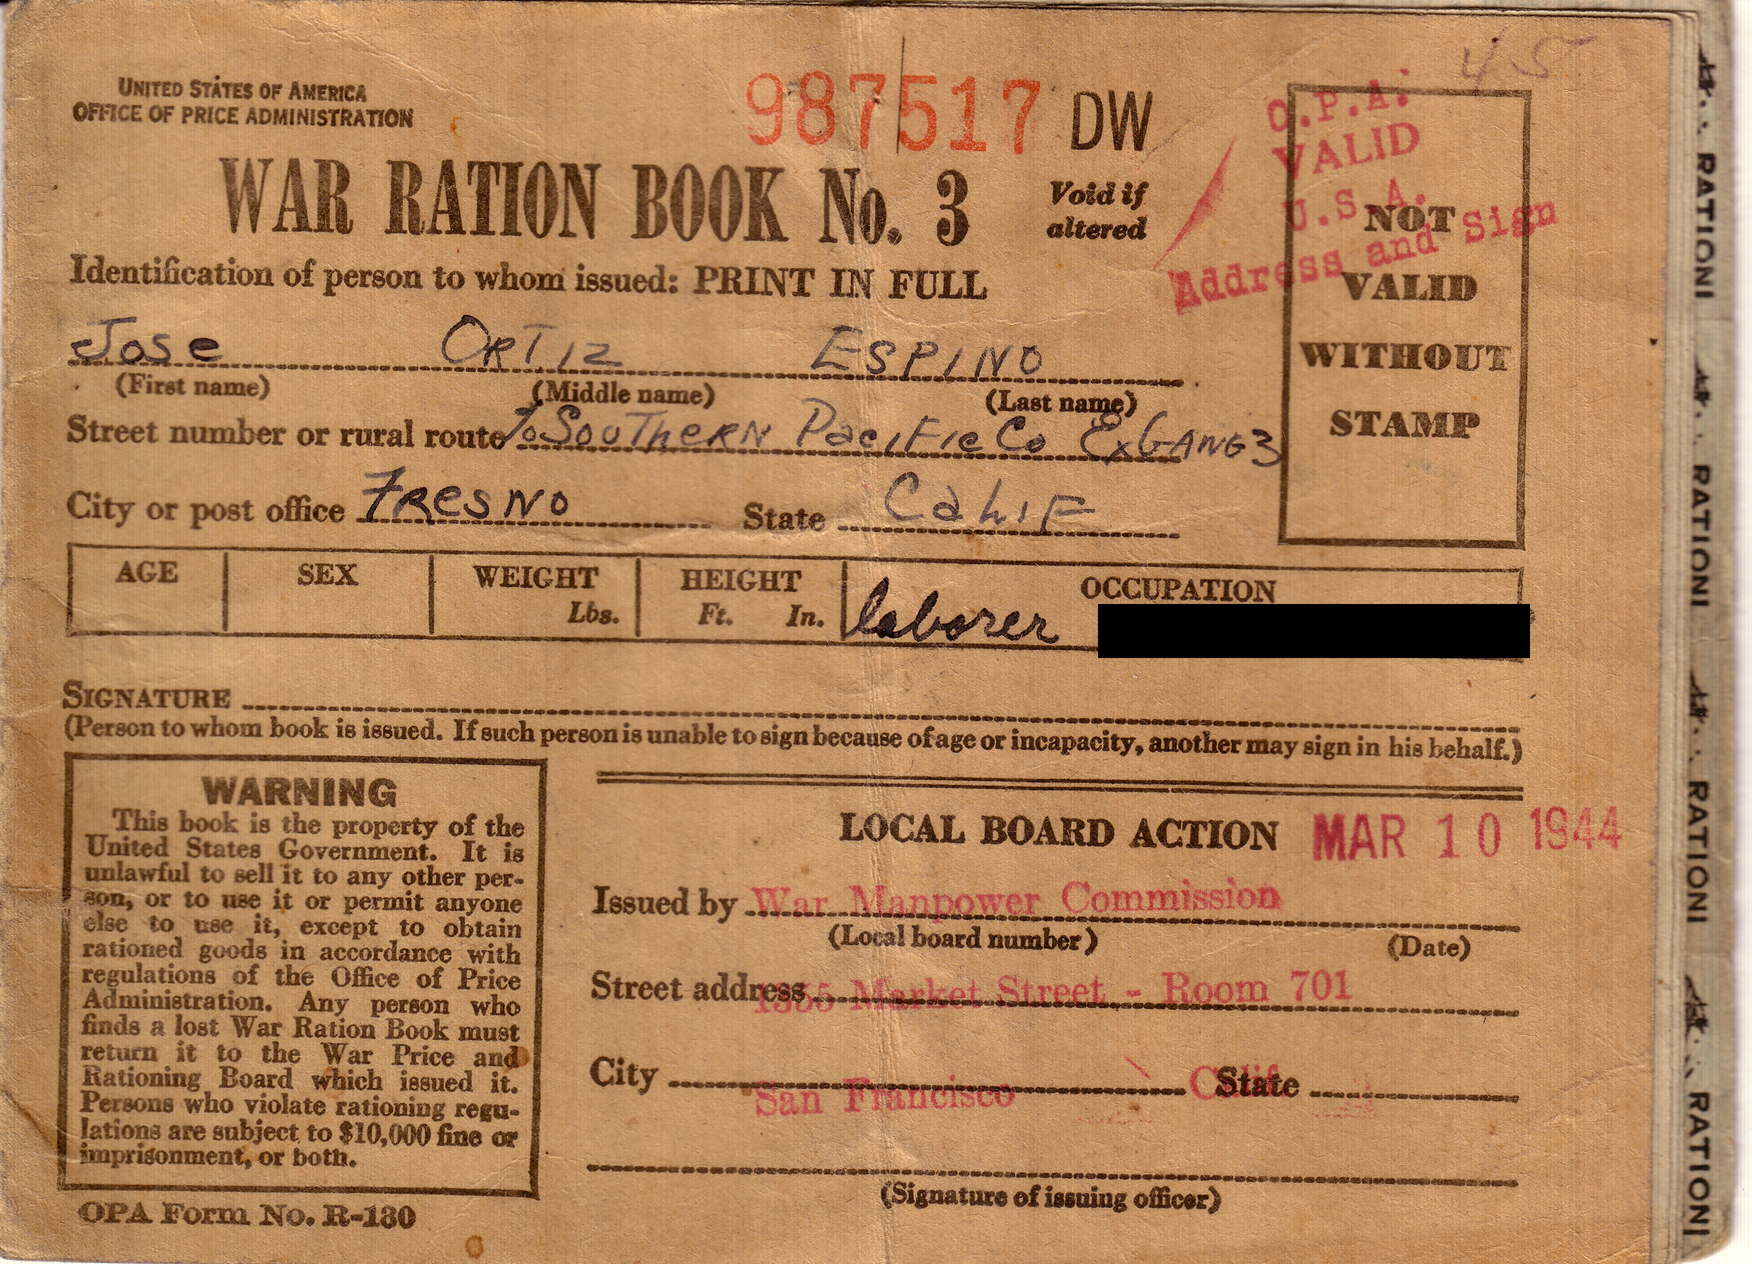 45
UNITED STATES OF AMERICA
OFFICE OF PRICE ADMINISTRATION
987517 DW
WAR RATION BOOK No. 3
Void if
altered
O.P.A.
VALID
U.S.A.
Address and Sign
NOT
VALID
WITHOUT
STAMP
Identification of person to whom issued: PRINT IN FULL
Jose ORTIZ ESPINO
(First name) (Middle name) (Last name)
Street number or rural route % SOUTHERN PACIFIC Co ExGANG 3
City or post office FRESNO State CALIF
AGE SEX WEIGHT HEIGHT OCCUPATION
Lbs. Ft. In. laborer
SIGNATURE
(Person to whom book is issued. If such person is unable to sign because of age or incapacity, another may sign in his behalf.)
WARNING
This book is the property of the
United States Government. It is
unlawful to sell it to any other per-
son, or to use it or permit anyone
else to use it, except to obtain
rationed goods in accordance with
regulations of the Office of Price
Administration. Any person who
finds a lost War Ration Book must
return it to the War Price and
Rationing Board which issued it.
Persons who violate rationing regu-
lations are subject to $10,000 fine or
imprisonment, or both.
OPA Form No. R-130
LOCAL BOARD ACTION MAR 10 1944
Issued by War Manpower Commission
(Local board number) (Date)
Street address 1355 Market Street - Room 701
City San Francisco State Calif
(Signature of issuing officer)
RATIONI
RATIONI
RATIONI
RATIONI